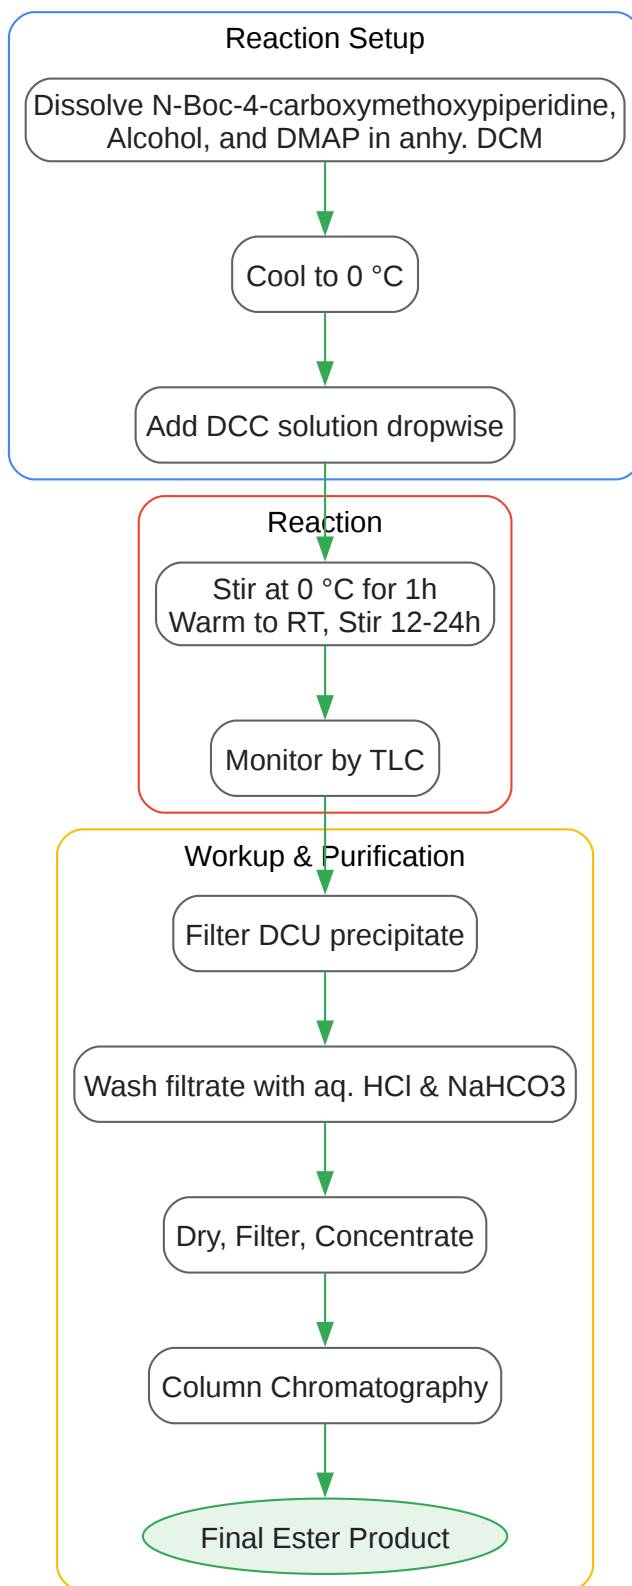 Reaction Setup
Dissolve N-Boc-4-carboxymethoxypiperidine,
Alcohol, and DMAP in anhy. DCM
Cool to 0 °C
Add DCC solution dropwise
Reaction
Stir at 0 °C for 1h
Warm to RT, Stir 12-24h
Monitor by TLC
Workup & Purification
Filter DCU precipitate
Wash filtrate with aq. HCl & NaHCO3
Dry, Filter, Concentrate
Column Chromatography
Final Ester Product